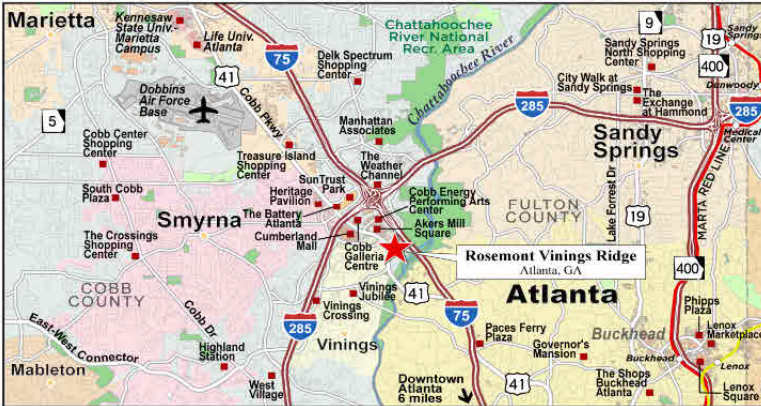 Marietta
Kennesaw
State Univ.-
Marietta
Campus
Life Univ.
Atlanta
41
75
Delk Spectrum
Shopping
Center
Chattahoochee
River National
Recr. Area
Chattahoochee River
9
19
400
Sandy
Springs
Sandy Springs
North Shopping
Center
City Walk at
Sandy Springs
The
Exchange
at Hammond
Dunwoody
285
285
Medical
Center
Dobbins
Air Force
Base
Cobb Pkwy
5
Manhattan
Associates
Cobb Center
Shopping
Center
Treasure Island
Shopping
Center
The
Weather
Channel
Sandy
Springs
SunTrust
Park
Heritage
Pavilion
South Cobb
Plaza
Cobb Energy
Performing Arts
Center
FULTON
COUNTY
Lake Forrest Dr
19
MARTA RED LINE
Smyrna
The Battery
Atlanta
Akers Mill
Square
Cumberland
Mall
The Crossings
Shopping
Center
Cobb
Galleria
Centre
Rosemont Vinings Ridge
Atlanta, GA
400
COBB
COUNTY
Vinings
Jubilee
41
Atlanta
Cobb Dr
Vinings
Crossing
75
Phipps
Plaza
East-West Connector
285
Lenox
Marketplace
Paces Ferry
Plaza
Buckhead
Vinings
Governor's
Mansion
Buckhead
Highland
Station
Lenox
Mableton
West
Village
Downtown
Atlanta
6 miles
41
The Shops
Buckhead
Atlanta
Lenox
Square